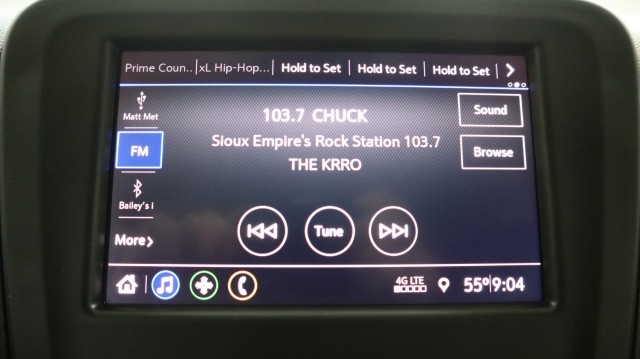 Prime Coun.. xL Hip-Hop... Hold to Set Hold to Set Hold to Set
Matt Met
103.7 CHUCK
Sound
FM
Sioux Empire's Rock Station 103.7
Browse
THE KRRO
Bailey's i
More
Tune
4G LTE
55° 9:04